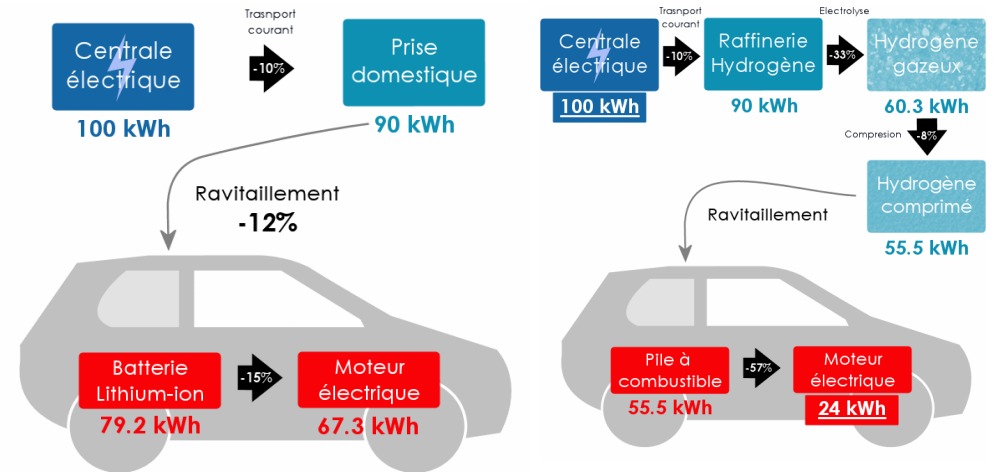 Trasnport
courant
Centrale
électrique
-10%
Prise
domestique
100 kWh
90 kWh
Ravitaillement
-12%
Batterie
Lithium-ion
-15%
Moteur
électrique
79.2 kWh
67.3 kWh
Trasnport
courant
Electrolyse
Centrale
électrique
-10%
Raffinerie
Hydrogène
-33%
Hydrogène
gazeux
100 kWh
90 kWh
60.3 kWh
Compresion
-8%
Hydrogène
comprimé
55.5 kWh
Ravitaillement
Pile à
combustible
-57%
Moteur
électrique
55.5 kWh
24 kWh